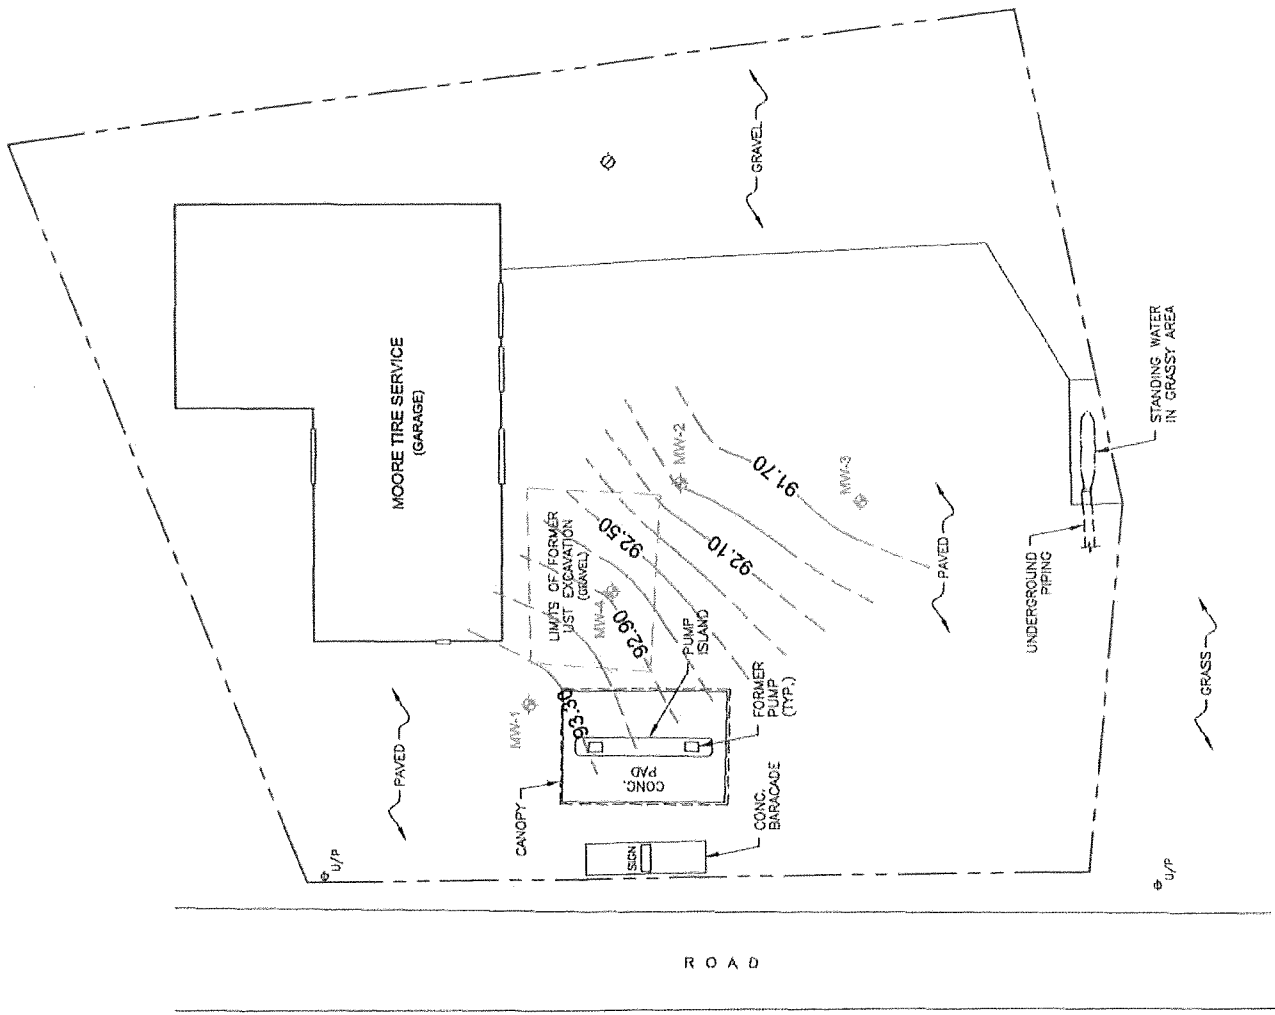 GRAVEL
MOORE TIRE SERVICE
(GARAGE)
STANDING WATER
IN GRASSY AREA
MW-2
91.70
MW-3
LIMITS OF FORMER
UST EXCAVATION
(GRAVEL)
92.50
92.10
MW-4
92.90
PAVED
UNDERGROUND
PIPING
PUMP
ISLAND
GRASS
MW-1
93.30
FORMER
PUMP
(TYP.)
PAVED
CONC.
PAD
CANOPY
CONC.
BARACADE
SIGN
U/P
U/P
ROAD